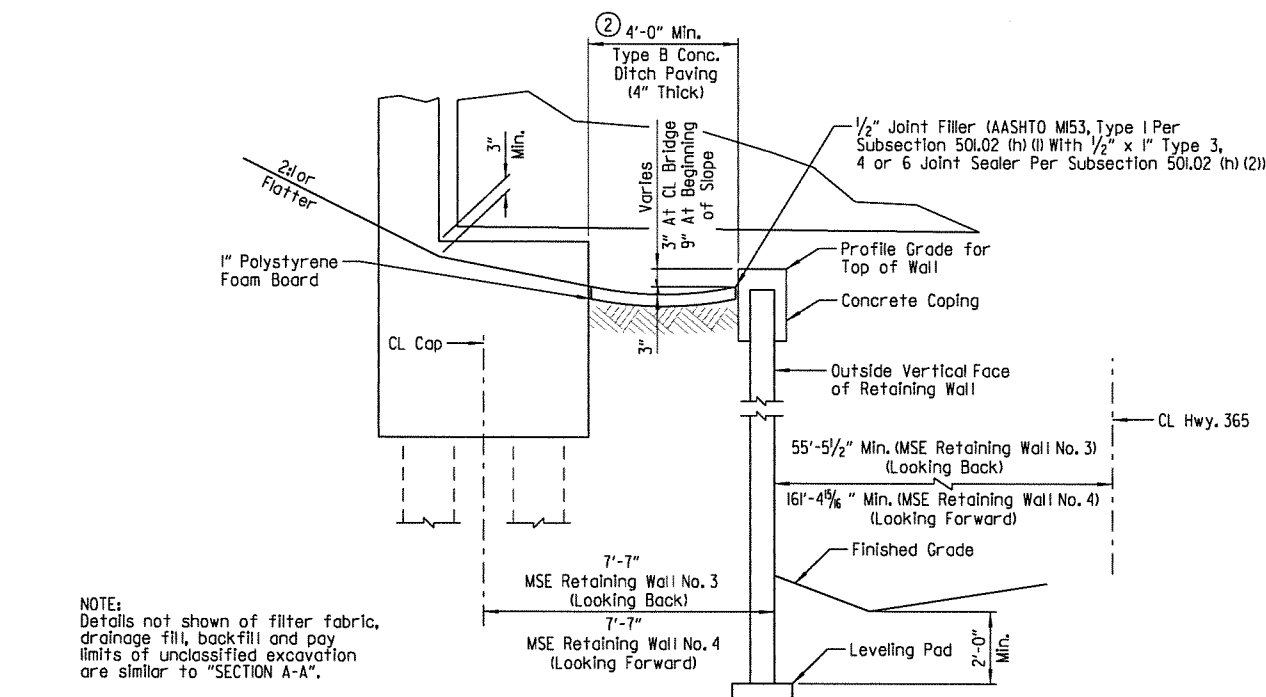 ② 4'-0" Min.
Type B Conc.
Ditch Paving
(4" Thick)
3"
Min.
Varies
3" At CL Bridge
9" At Beginning
of Slope
1/2" Joint Filler (AASHTO M153, Type I Per
Subsection 501.02 (h) (1) With 1/2" x 1" Type 3,
4 or 6 Joint Sealer Per Subsection 501.02 (h) (2))
2:1 or
Flatter
1" Polystyrene
Foam Board
Profile Grade for
Top of Wall
Concrete Coping
CL Cap
3"
Outside Vertical Face
of Retaining Wall
CL Hwy. 365
55'-5 1/2" Min. (MSE Retaining Wall No. 3)
(Looking Back)
161'-4 15/16 " Min. (MSE Retaining Wall No. 4)
(Looking Forward)
Finished Grade
7'-7"
MSE Retaining Wall No. 3
(Looking Back)
7'-7"
MSE Retaining Wall No. 4
(Looking Forward)
2'-0"
Min.
Leveling Pad
NOTE:
Details not shown of filter fabric,
drainage fill, backfill and pay
limits of unclassified excavation
are similar to "SECTION A-A".